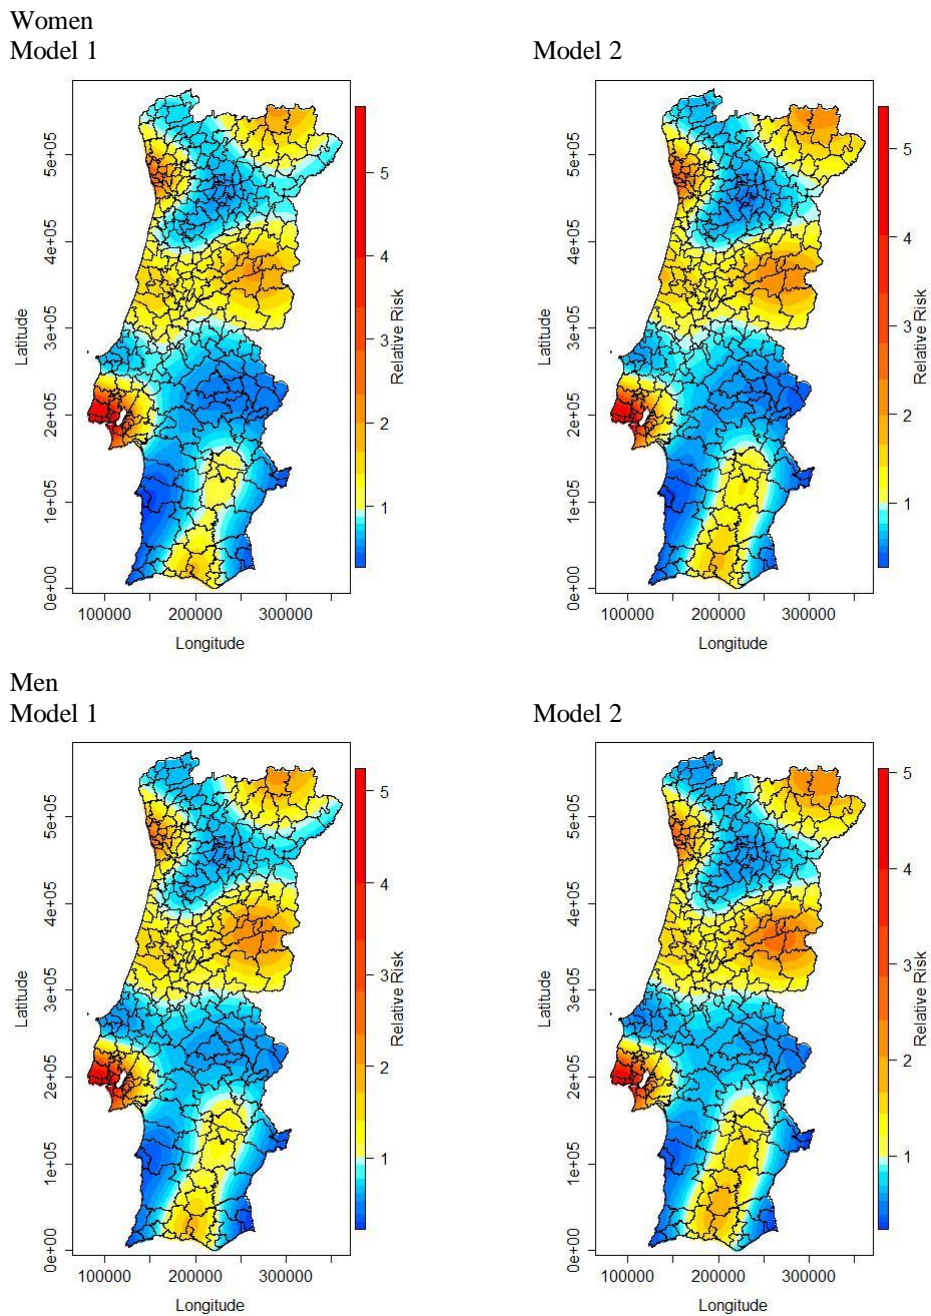 Women
Model 1
Model 2
5e+05
4e+05
3e+05
2e+05
1e+05
0e+00
Latitude
100000 200000 300000
Longitude
5
4
3
2
1
Relative Risk
5e+05
4e+05
3e+05
2e+05
1e+05
0e+00
Latitude
100000 200000 300000
Longitude
5
4
3
2
1
Relative Risk
Men
Model 1
Model 2
5e+05
4e+05
3e+05
2e+05
1e+05
0e+00
Latitude
100000 200000 300000
Longitude
5
4
3
2
1
Relative Risk
5e+05
4e+05
3e+05
2e+05
1e+05
0e+00
Latitude
100000 200000 300000
Longitude
5
4
3
2
1
Relative Risk